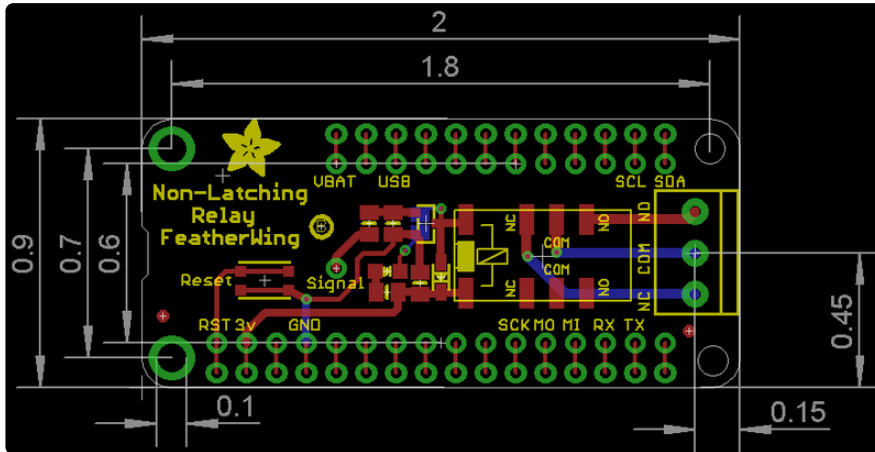 2
1.8
VBAT USB SCL SDA
Non-Latching
Relay
FeatherWing
0.9
0.7
0.6
NC NO NO
COM
COM
COM
Reset
Signal
NC NO NC
0.45
RST 3v GND SCK MO MI RX TX
0.1
0.15